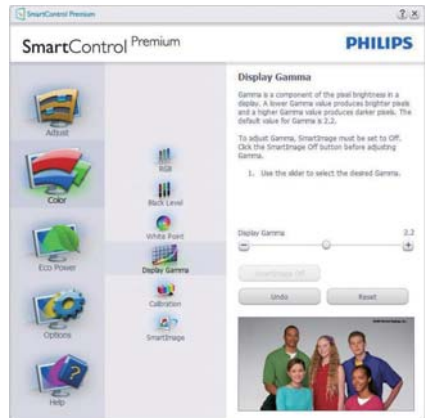 SmartControl Premium
SmartControl Premium
PHILIPS
Adjust
Color
Eco Power
Options
Help
RGB
Black Level
White Point
Display Gamma
Calibration
SmartImage
Display Gamma
Gamma is a component of the pixel brightness in a
display. A lower Gamma value produces brighter pixels
and a higher Gamma value produces darker pixels. The
default value for Gamma is 2.2.
To adjust Gamma, SmartImage must be set to Off.
Click the SmartImage Off button before adjusting
Gamma.
1. Use the slider to select the desired Gamma.
Display Gamma 2.2
SmartImage Off
Undo Reset